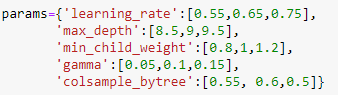 params={'learning_rate':[0.55,0.65,0.75],
'max_depth':[8.5,9,9.5],
'min_child_weight':[0.8,1,1.2],
'gamma':[0.05,0.1,0.15],
'colsample_bytree':[0.55, 0.6,0.5]}